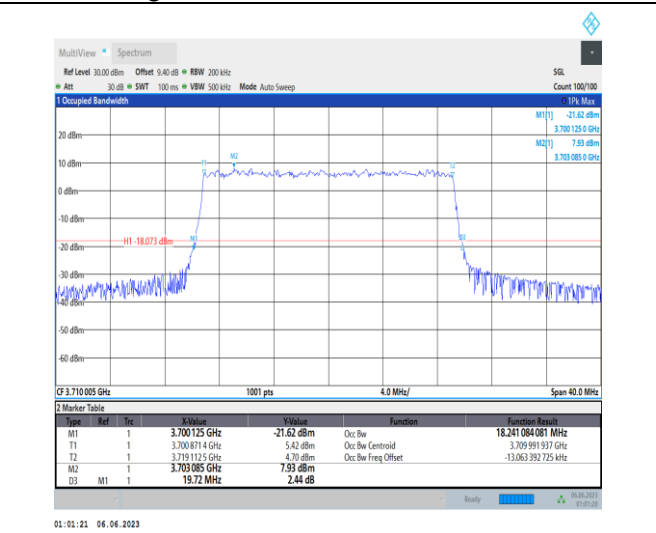 MultiView Spectrum
Ref Level 30.00 dBm Offset 9.40 dB RBW 200 kHz SGL
Att 30 dB SWT 100 ms VBW 500 kHz Mode Auto Sweep Count 100/100
1 Occupied Bandwidth 1Pk Max
M1[1] -21.62 dBm
3.700 125 0 GHz
M2[1] 7.93 dBm
3.703 085 0 GHz
20 dBm
10 dBm
T1 M2 T2
0 dBm
-10 dBm
H1 -18.073 dBm M1 D3
-20 dBm
-30 dBm
-40 dBm
-50 dBm
-60 dBm
CF 3.710 005 GHz 1001 pts 4.0 MHz/ Span 40.0 MHz
2 Marker Table
Type Ref Trc X-Value Y-Value Function Function Result
M1 1 3.700125 GHz -21.62 dBm Occ Bw 18.241 084 081 MHz
T1 1 3.700 871 4 GHz 5.42 dBm Occ Bw Centroid 3.709 991 937 GHz
T2 1 3.719 112 5 GHz 4.70 dBm Occ Bw Freq Offset -13.063 392 725 kHz
M2 1 3.703 085 GHz 7.93 dBm
D3 M1 1 19.72 MHz 2.44 dB
Ready 06.06.2023
01:01:20
01:01:21 06.06.2023